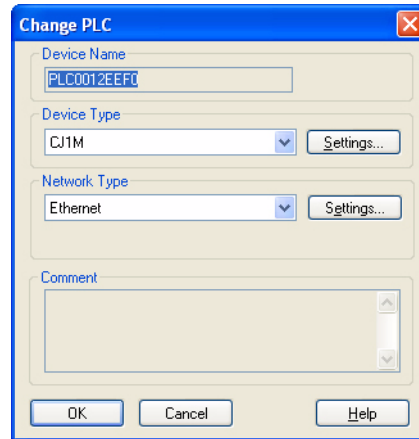 Change PLC
Device Name
PLC0012EEF0
Device Type
CJ1M
Settings...
Network Type
Ethernet
Settings...
Comment
OK
Cancel
Help